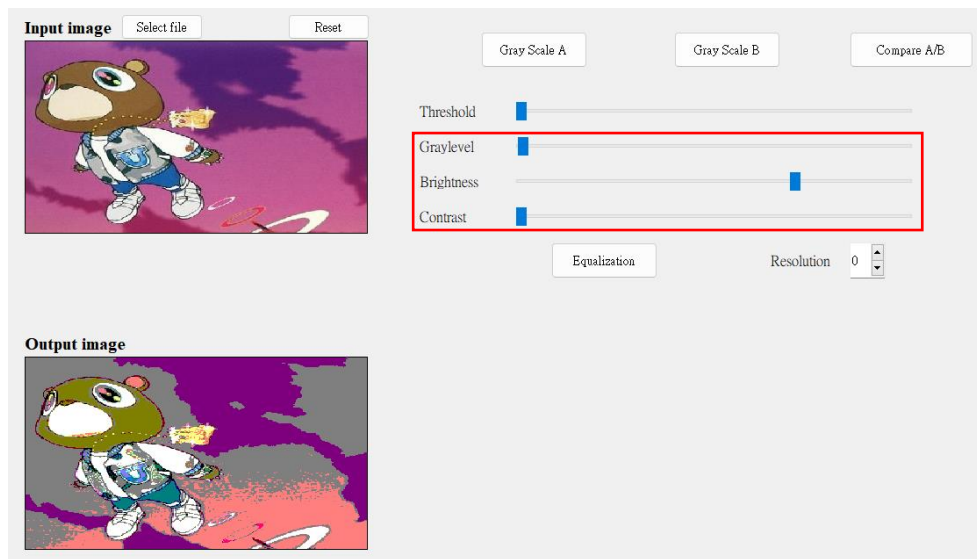 Input image
Select file
Reset
Gray Scale A
Gray Scale B
Compare A/B
Threshold
Graylevel
Brightness
Contrast
Equalization
Resolution
0
Output image